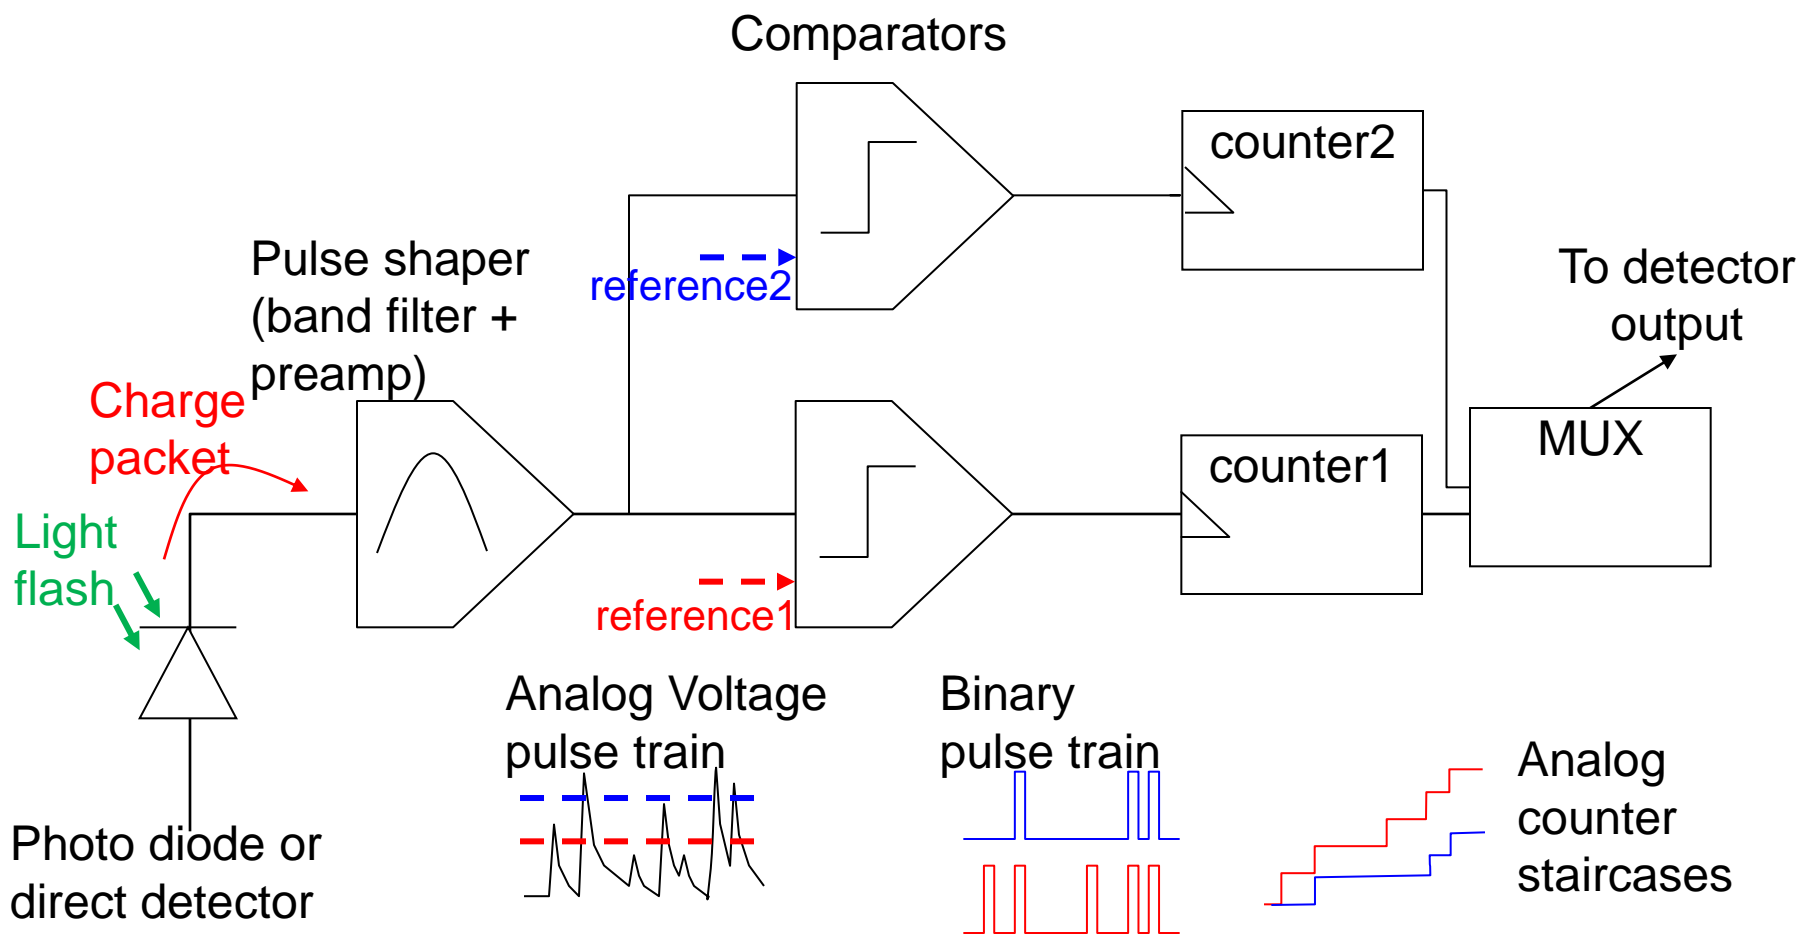 Comparators
counter2
Pulse shaper
(band filter +
preamp)
reference2
To detector
output
Charge
packet
counter1
MUX
Light
flash
reference1
Analog Voltage
pulse train
Binary
pulse train
Analog
counter
staircases
Photo diode or
direct detector